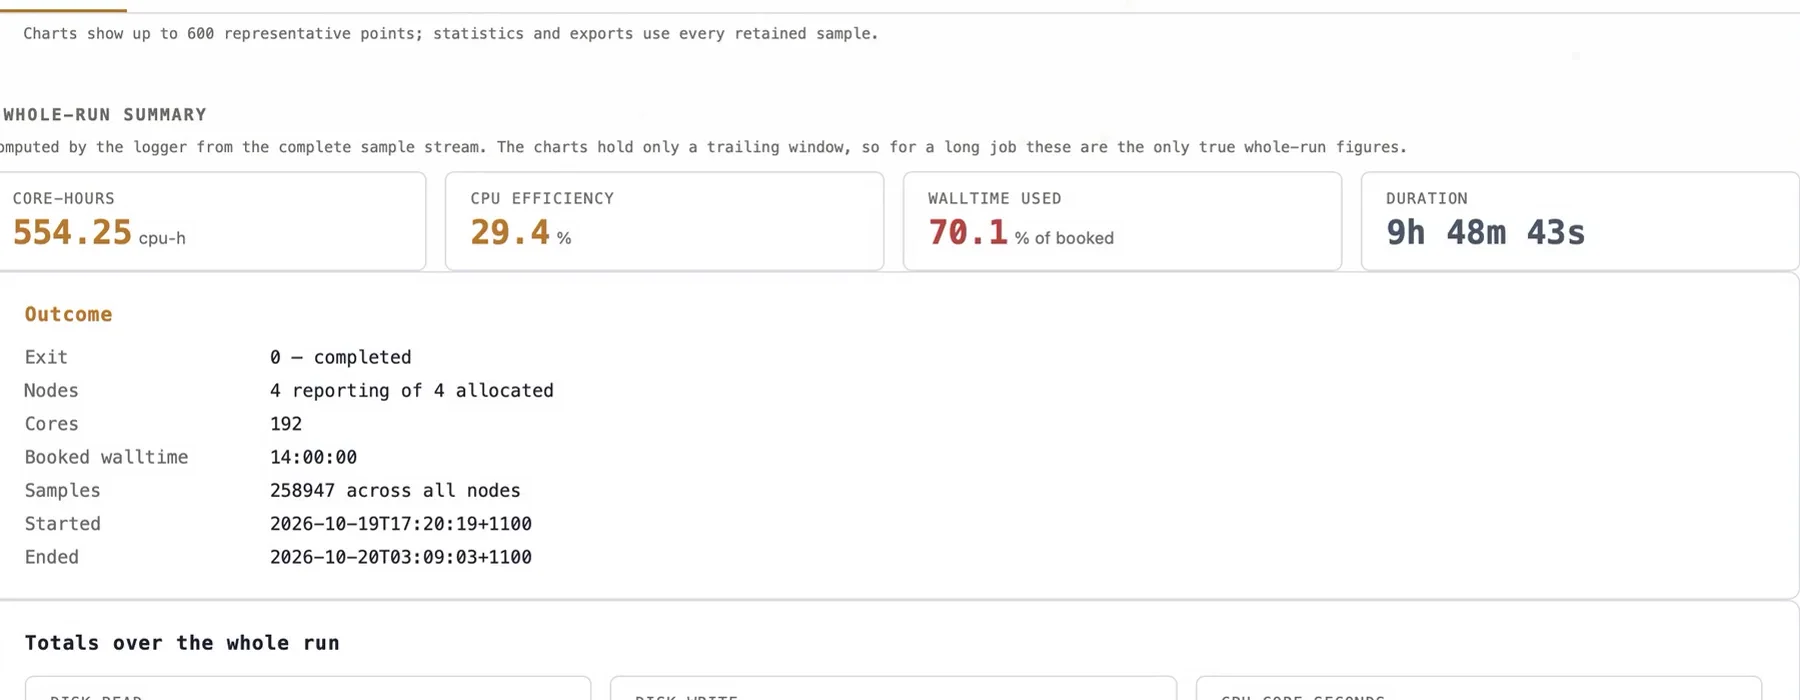 Charts show up to 600 representative points; statistics and exports use every retained sample.
WHOLE-RUN SUMMARY
by the logger from the complete sample stream. The charts hold only a trailing window, so for a long job these are the only true whole-run figures.
CORE-HOURS
554.25 cpu-h
CPU EFFICIENCY
29.4 %
WALLTIME USED
70.1 % of booked
DURATION
9h 48m 43s
Outcome
Exit 0 — completed
Nodes 4 reporting of 4 allocated
Cores 192
Booked walltime 14:00:00
Samples 258947 across all nodes
Started 2026-10-19T17:20:19+1100
Ended 2026-10-20T03:09:03+1100
Totals over the whole run